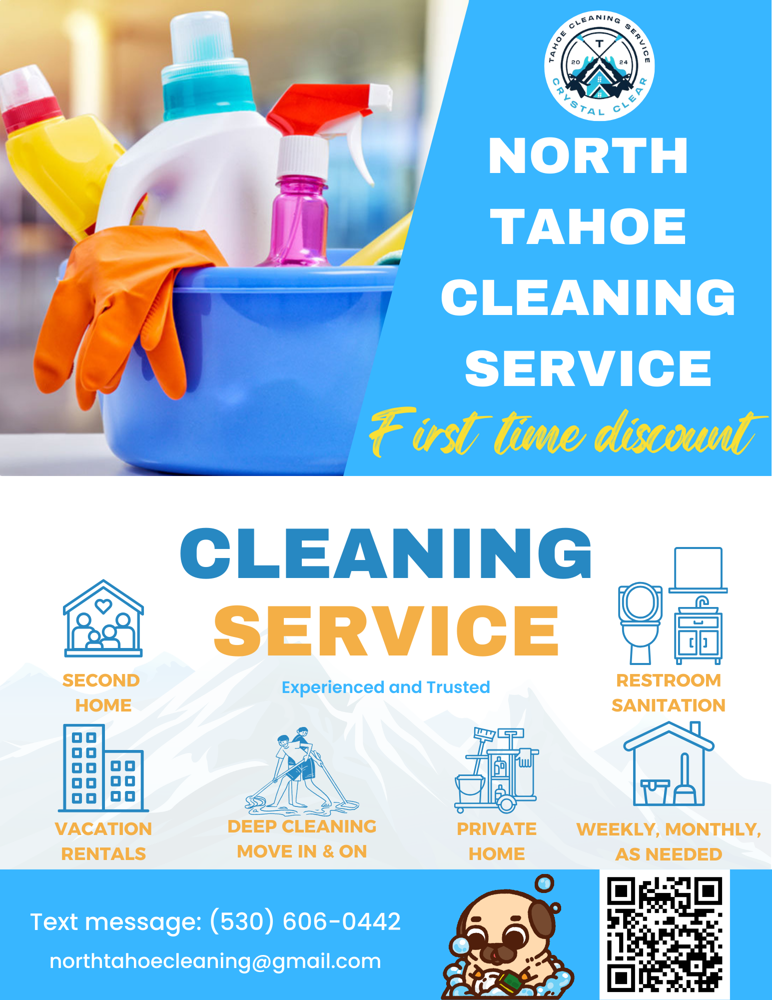 TAHOE CLEANING SERVICE
T
20 24
CRYSTAL CLEAR
NORTH
TAHOE
CLEANING
SERVICE
First time discount
CLEANING
SERVICE
Experienced and Trusted
SECOND
HOME
RESTROOM
SANITATION
VACATION
RENTALS
DEEP CLEANING
MOVE IN & ON
PRIVATE
HOME
WEEKLY, MONTHLY,
AS NEEDED
Text message: (530) 606-0442
northtahoecleaning@gmail.com